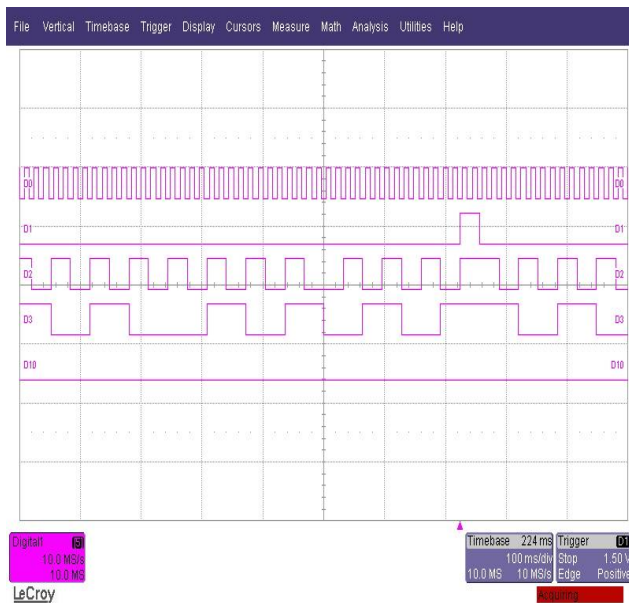 File Vertical Timebase Trigger Display Cursors Measure Math Analysis Utilities Help
D0 D0
D1 D1
D2 D2
D3 D3
D10 D10
Digital1
10.0 MS/s
10.0 MS
Timebase 224 ms
100 ms/div
10.0 MS 10 MS/s
Trigger D1
Stop 1.50 V
Edge Positive
LeCroy
Acquiring